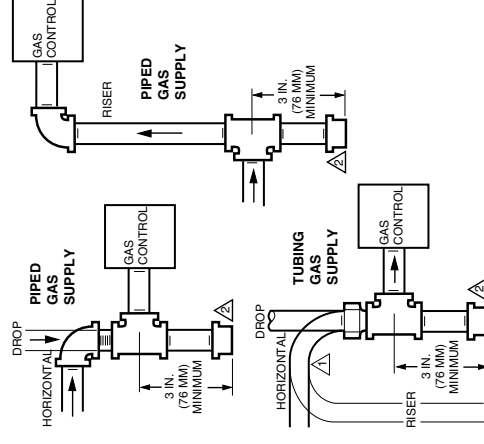 GAS
CONTROL
RISER
PIPED
GAS
SUPPLY
3 IN.
(76 MM)
MINIMUM
2
DROP
HORIZONTAL
PIPED
GAS
SUPPLY
GAS
CONTROL
3 IN.
(76 MM)
MINIMUM
2
DROP
HORIZONTAL
TUBING
GAS
SUPPLY
GAS
CONTROL
1
RISER
3 IN.
(76 MM)
MINIMUM
2